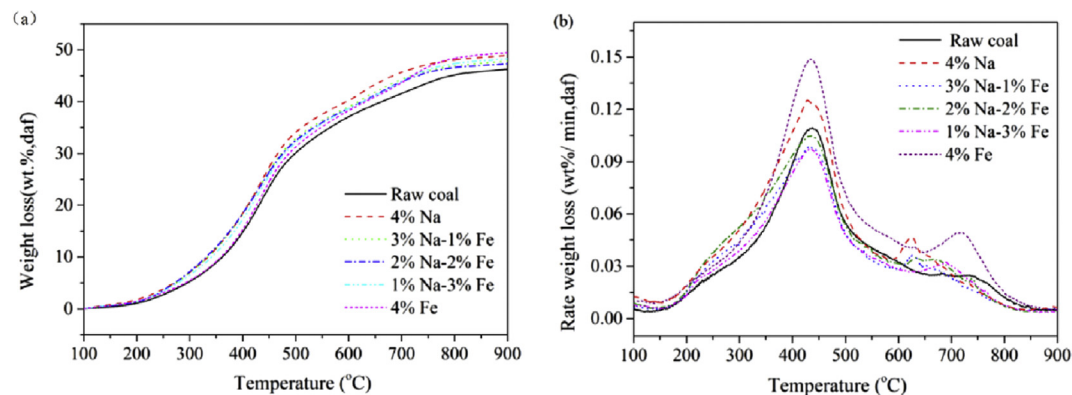 (a)
Weight loss(wt.%,daf)
50
40
30
20
10
0
100 200 300 400 500 600 700 800 900
Temperature (°C)
Raw coal
4% Na
3% Na-1% Fe
2% Na-2% Fe
1% Na-3% Fe
4% Fe
(b)
Rate weight loss (wt%/ min,daf)
0.15
0.12
0.09
0.06
0.03
0.00
100 200 300 400 500 600 700 800 900
Temperature (°C)
Raw coal
4% Na
3% Na-1% Fe
2% Na-2% Fe
1% Na-3% Fe
4% Fe